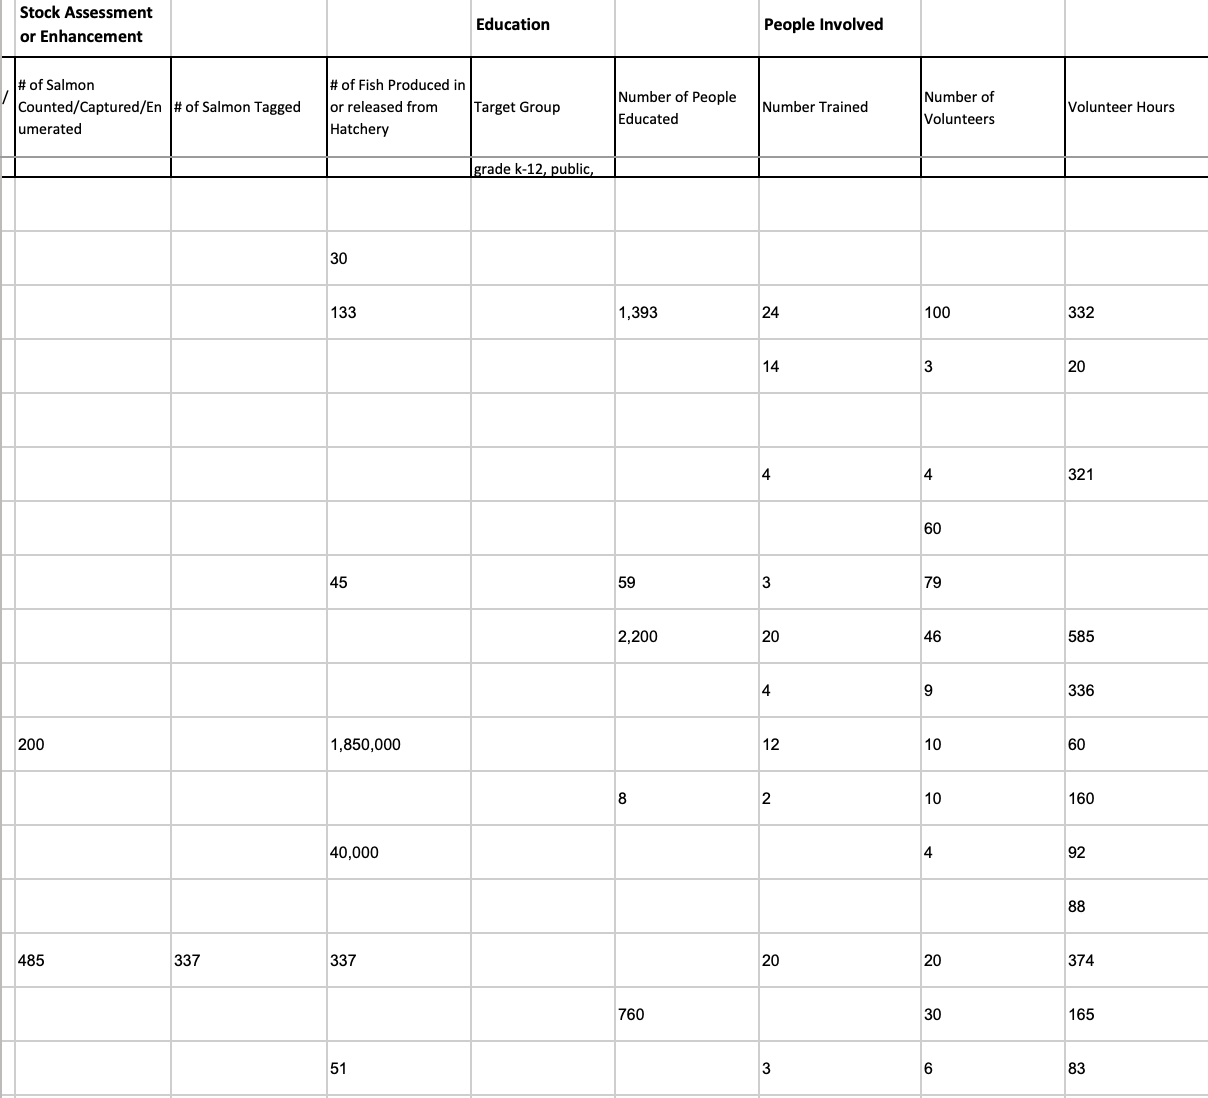 Stock Assessment
or Enhancement
Education
People Involved
/
# of Salmon
Counted/Captured/En
umerated
# of Salmon Tagged
# of Fish Produced in
or released from
Hatchery
Target Group
Number of People
Educated
Number Trained
Number of
Volunteers
Volunteer Hours
grade k-12, public,
30
133 1,393 24 100 332
14 3 20
4 4 321
60
45 59 3 79
2,200 20 46 585
4 9 336
200 1,850,000 12 10 60
8 2 10 160
40,000 4 92
88
485 337 337 20 20 374
760 30 165
51 3 6 83